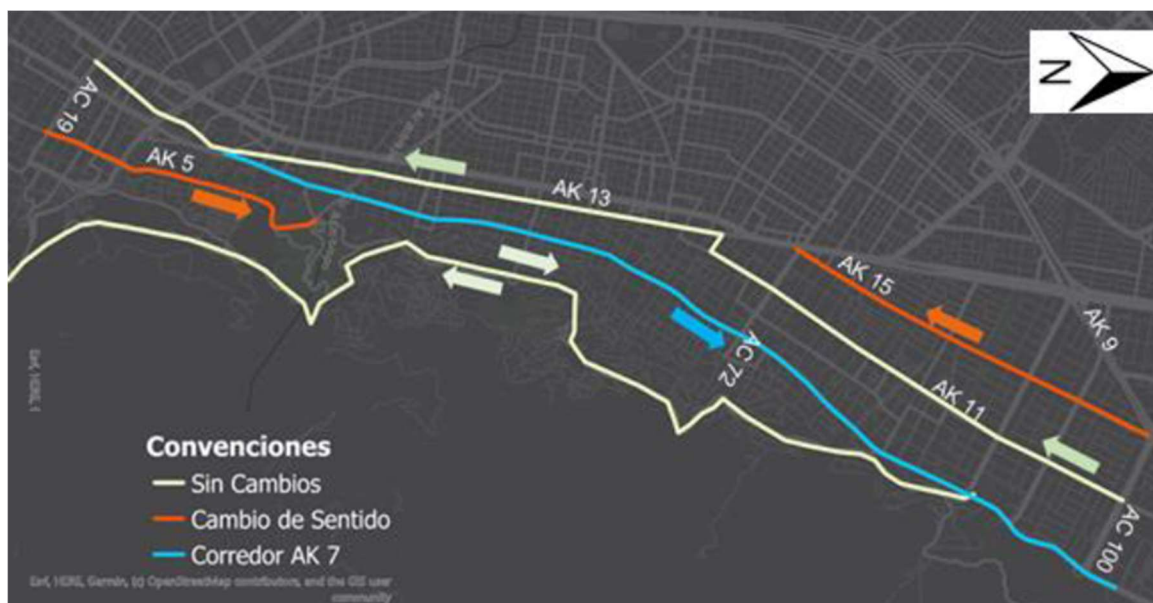 N
AC 19
AK 5
AK 13
AK 15
AK 9
AC 72
AK 11
AC 100
Convenciones
Sin Cambios
Cambio de Sentido
Corredor AK 7
Esri, HERE, Garmin, (c) OpenStreetMap contributors, and the GIS user
community